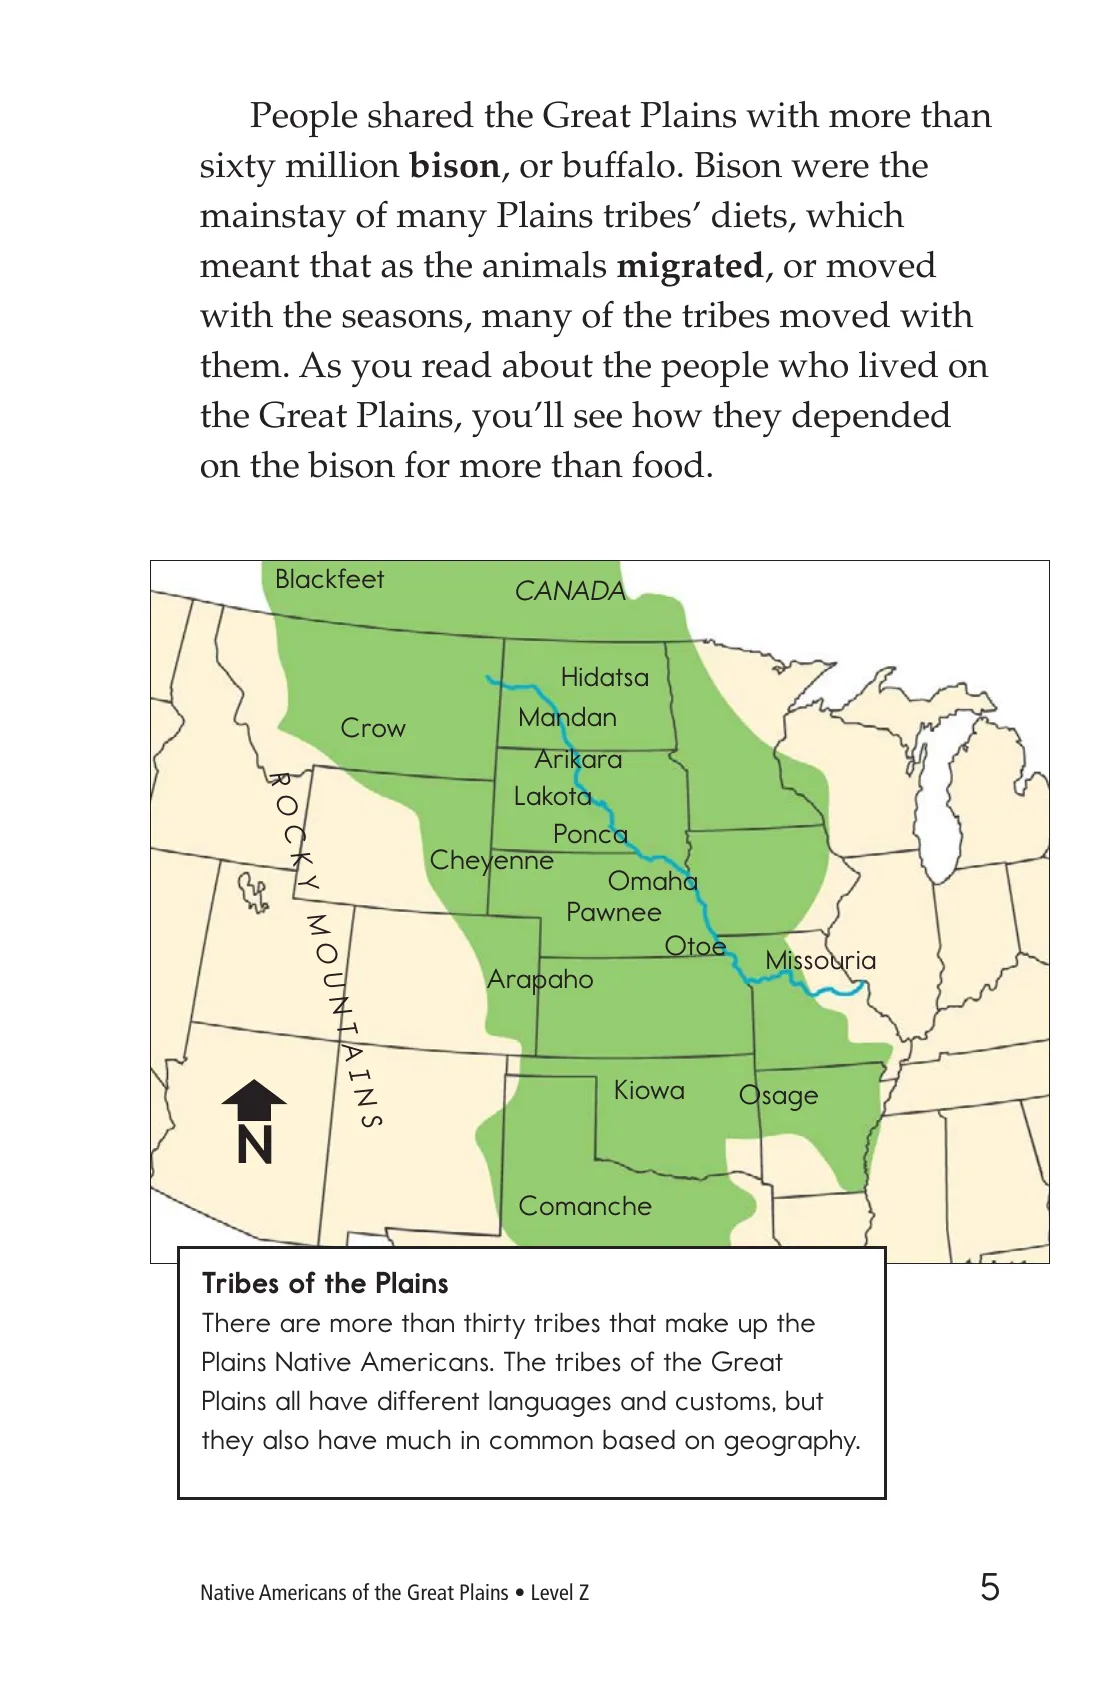 People shared the Great Plains with more than
sixty million bison, or buffalo. Bison were the
mainstay of many Plains tribes’ diets, which
meant that as the animals migrated, or moved
with the seasons, many of the tribes moved with
them. As you read about the people who lived on
the Great Plains, you’ll see how they depended
on the bison for more than food.
Blackfeet
CANADA
Hidatsa
Mandan
Crow
Arikara
Lakota
Ponca
Cheyenne
Omaha
Pawnee
Otoe
Missouria
Arapaho
ROCKY MOUNTAINS
Kiowa
Osage
N
Comanche
Tribes of the Plains
There are more than thirty tribes that make up the
Plains Native Americans. The tribes of the Great
Plains all have different languages and customs, but
they also have much in common based on geography.
Native Americans of the Great Plains • Level Z
5